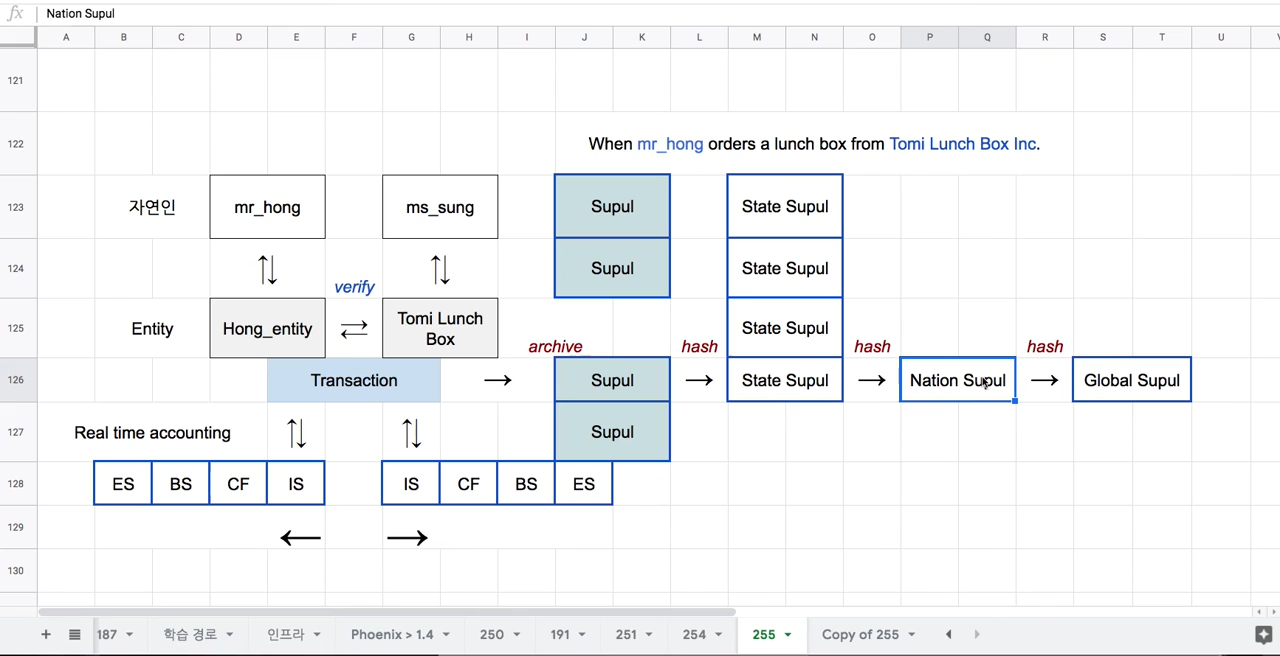 fx Nation Supul
A B C D E F G H I J K L M N O P Q R S T U
121
122 When mr_hong orders a lunch box from Tomi Lunch Box Inc.
123 자연인 mr_hong ms_sung Supul State Supul
124 verify Supul State Supul
125 Entity Hong_entity Tomi Lunch Box State Supul
archive hash hash hash
126 Transaction Supul State Supul Nation Supul Global Supul
127 Real time accounting Supul
128 ES BS CF IS IS CF BS ES
129
130
187 학습 경로 인프라 Phoenix > 1.4 250 191 251 254 255 Copy of 255